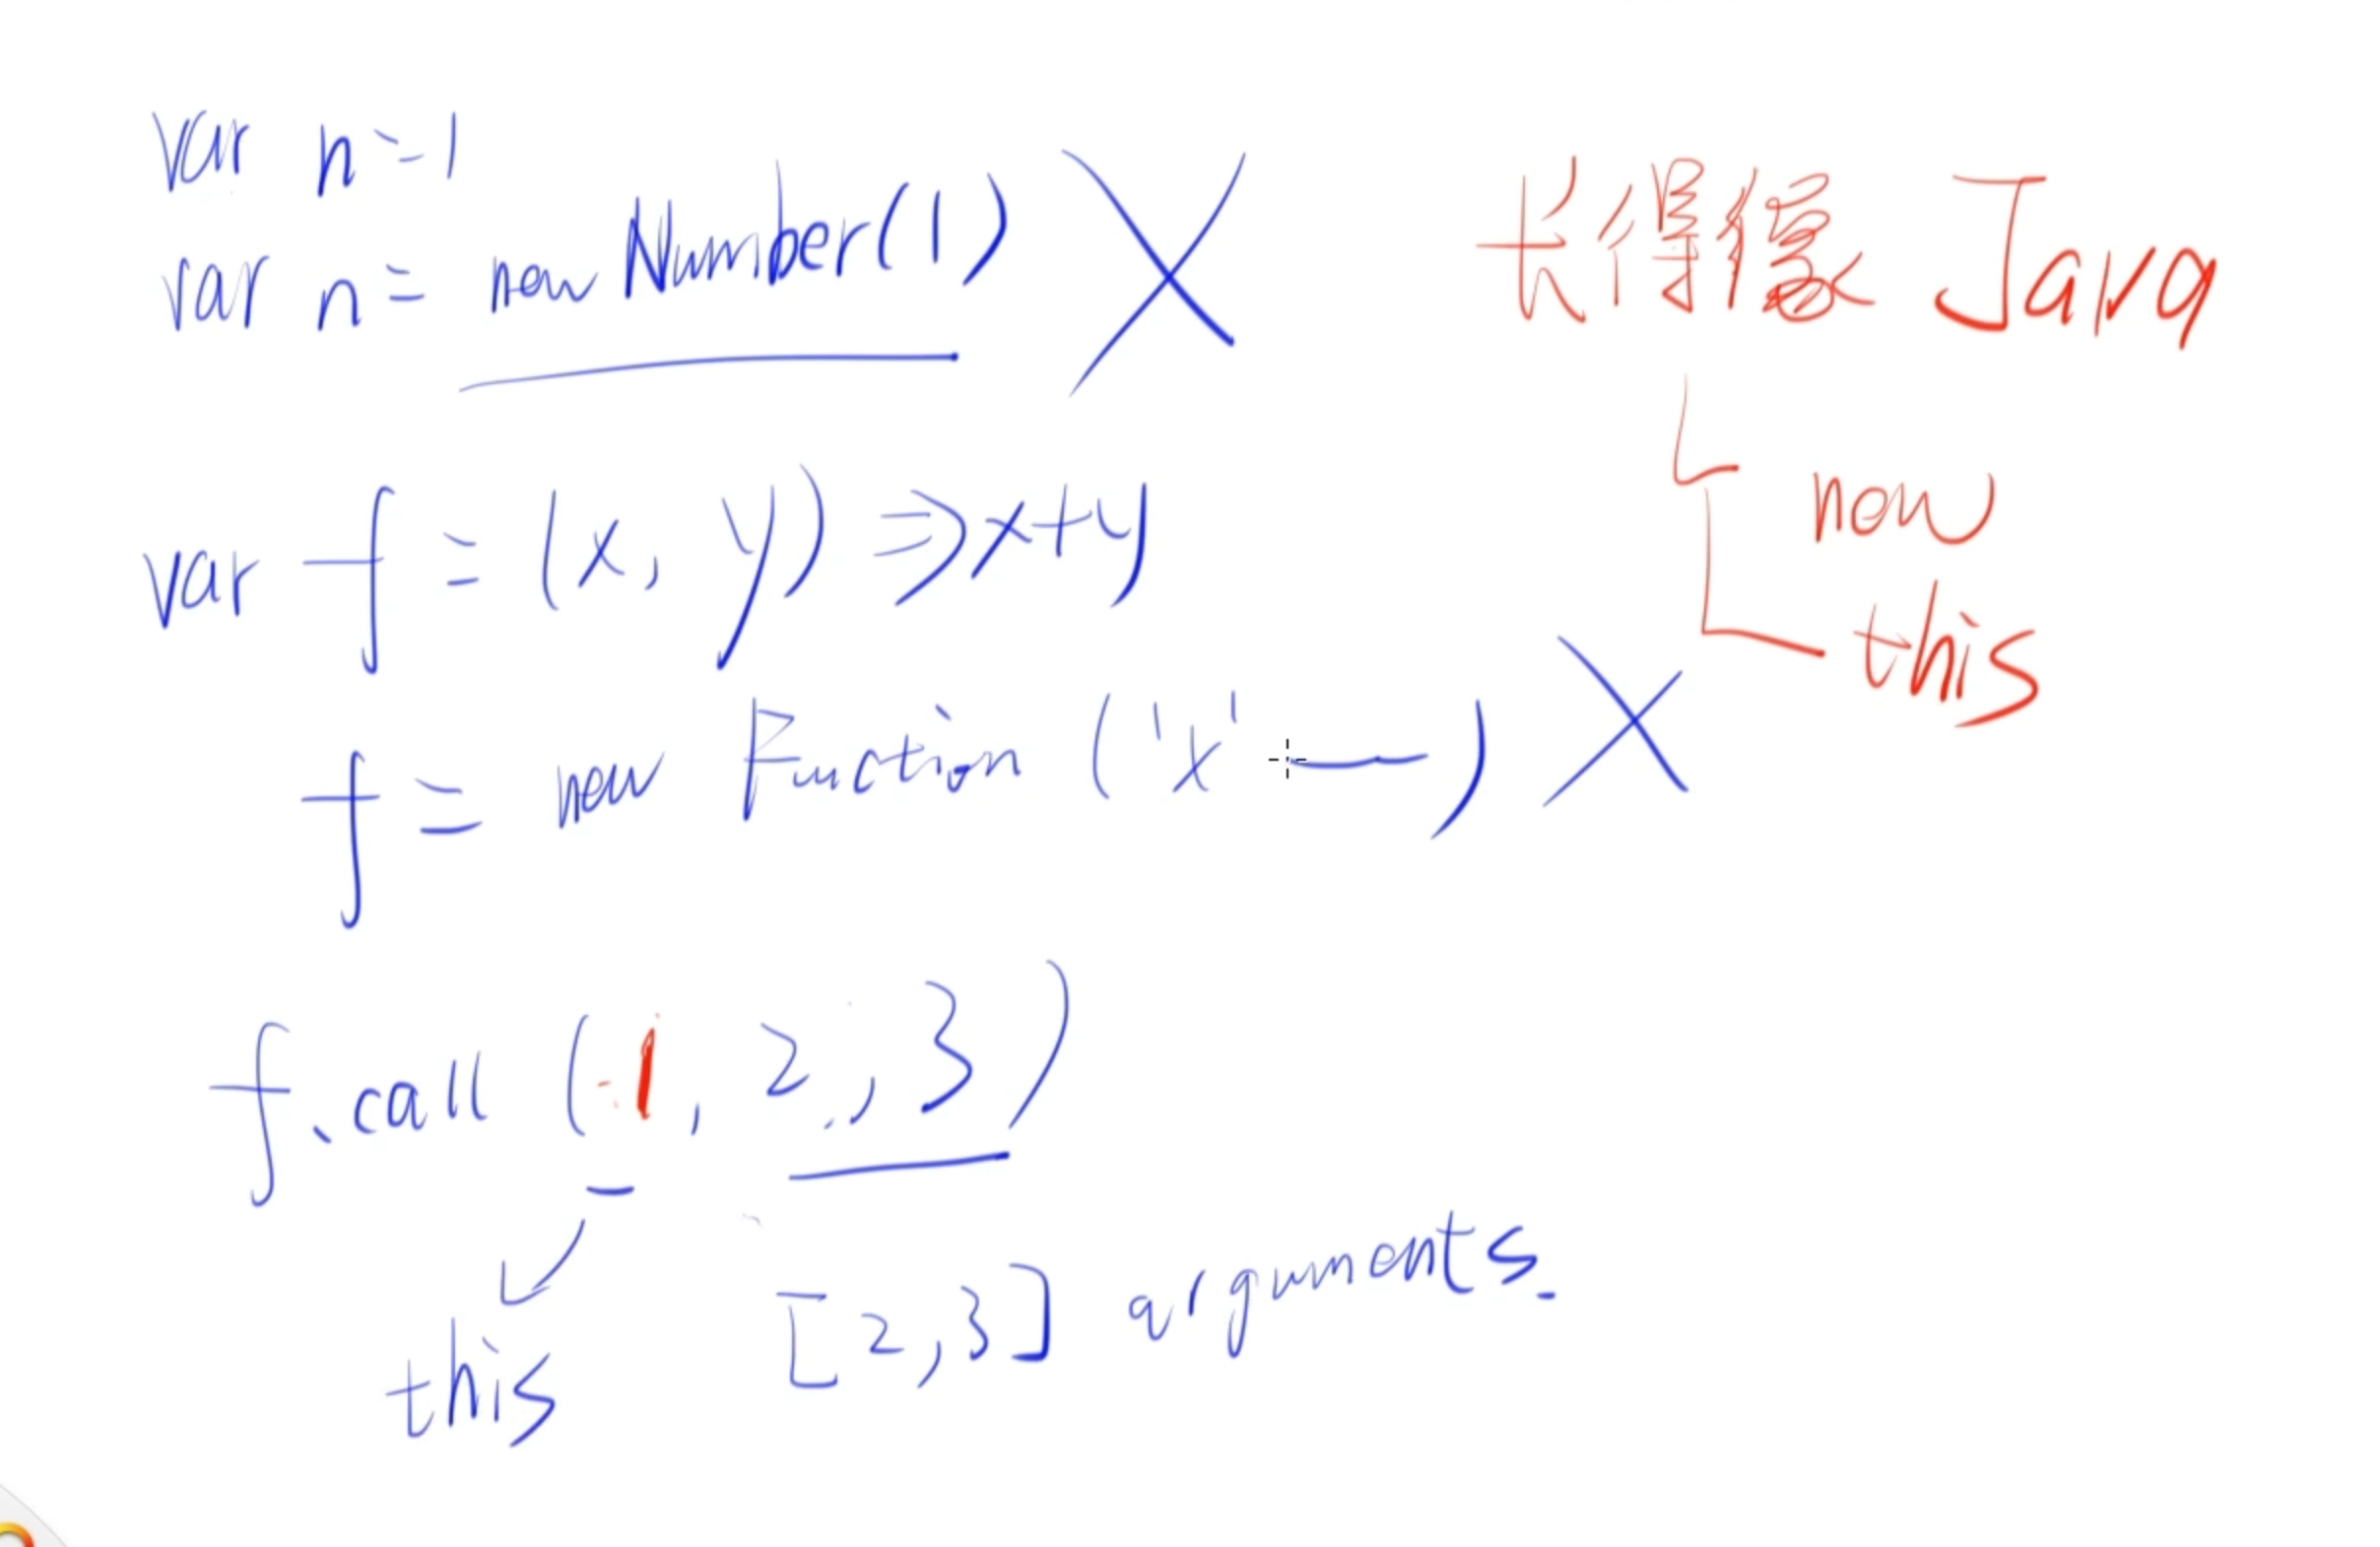 var n=1
var n= new Number(1)
长得像 Java
new
this
var f = (x, y) => x+y
f = new Function ('x' )
f.call (1, 2, 3)
this
[2,3] arguments